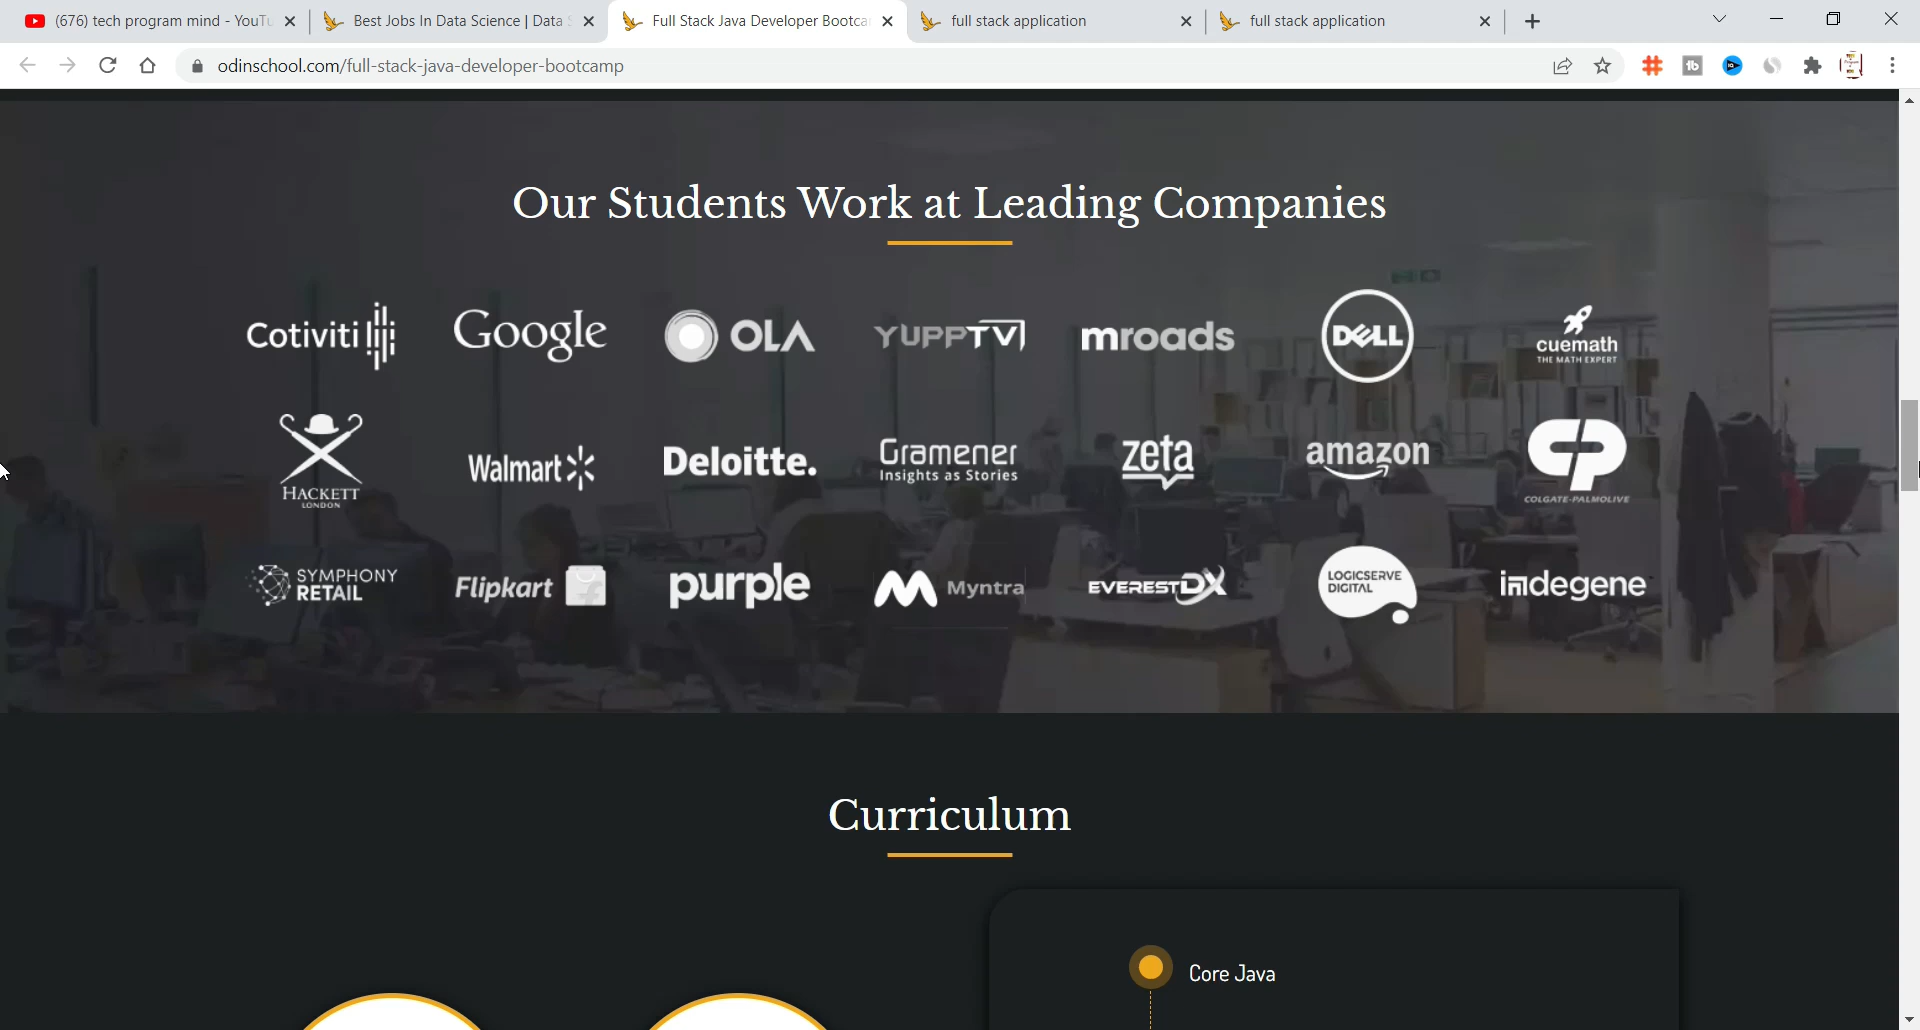 (676) tech program mind - YouTu
Best Jobs In Data Science | Data S
Full Stack Java Developer Bootca
full stack application
full stack application
odinschool.com/full-stack-java-developer-bootcamp
Our Students Work at Leading Companies
Cotiviti
Google
OLA
YUPPTV
mroads
DELL
cuemath
THE MATH EXPERT
HACKETT
LONDON
Walmart
Deloitte.
Gramener
Insights as Stories
zeta
amazon
CP
COLGATE-PALMOLIVE
SYMPHONY
RETAIL
Flipkart
purple
Myntra
EVERESTDX
LOGICSERVE
DIGITAL
indegene
Curriculum
Core Java